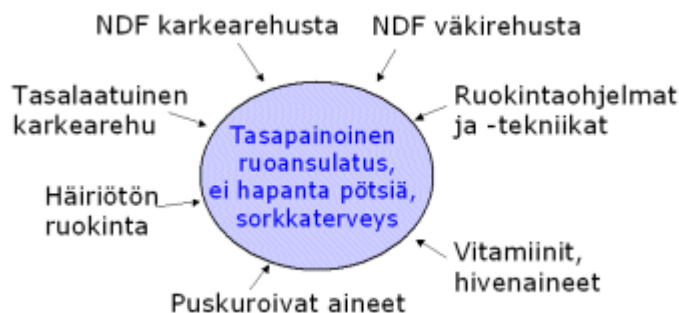 NDF karkearehusta
NDF väkirehusta
Tasalaatuinen
karkearehu
Ruokintaohjelmat
ja -tekniikat
Tasapainoinen
ruoansulatus,
ei hapanta pötsiä,
sorkkaterveys
Häiriötön
ruokinta
Vitamiinit,
hivenaineet
Puskuroivat aineet